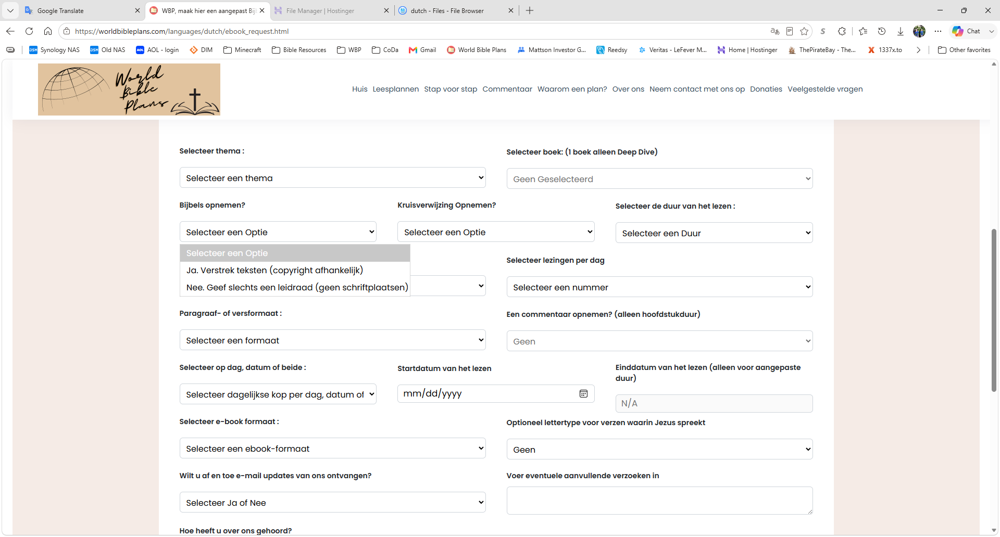 Google Translate
WBP, maak hier een aangepast Bij
File Manager | Hostinger
dutch - Files - File Browser
https://worldbibleplans.com/languages/dutch/ebook_request.html
Chat
DSM Synology NAS
DSM Old NAS
AOL AOL - login
DIM
Minecraft
Bible Resources
WBP
CoDa
Gmail
World Bible Plans
Mattson Investor G...
Reedsy
Veritas - LeFever M...
Home | Hostinger
ThePirateBay - The...
1337x.to
Other favorites
World
Bible
Plans
Huis Leesplannen Stap voor stap Commentaar Waarom een plan? Over ons Neem contact met ons op Donaties Veelgestelde vragen
Selecteer thema :
Selecteer een thema
Selecteer boek: (1 boek alleen Deep Dive)
Geen Geselecteerd
Bijbels opnemen?
Selecteer een Optie
Kruisverwijzing Opnemen?
Selecteer een Optie
Selecteer de duur van het lezen :
Selecteer een Duur
Selecteer een Optie
Ja. Verstrek teksten (copyright afhankelijk)
Nee. Geef slechts een leidraad (geen schriftplaatsen)
Selecteer lezingen per dag
Selecteer een nummer
Paragraaf- of versformaat :
Selecteer een formaat
Een commentaar opnemen? (alleen hoofdstukduur)
Geen
Selecteer op dag, datum of beide :
Selecteer dagelijkse kop per dag, datum of
Startdatum van het lezen
mm/dd/yyyy
Einddatum van het lezen (alleen voor aangepaste
duur)
N/A
Selecteer e-book formaat :
Selecteer een ebook-formaat
Optioneel lettertype voor verzen waarin Jezus spreekt
Geen
Wilt u af en toe e-mail updates van ons ontvangen?
Selecteer Ja of Nee
Voer eventuele aanvullende verzoeken in
Hoe heeft u over ons gehoord?